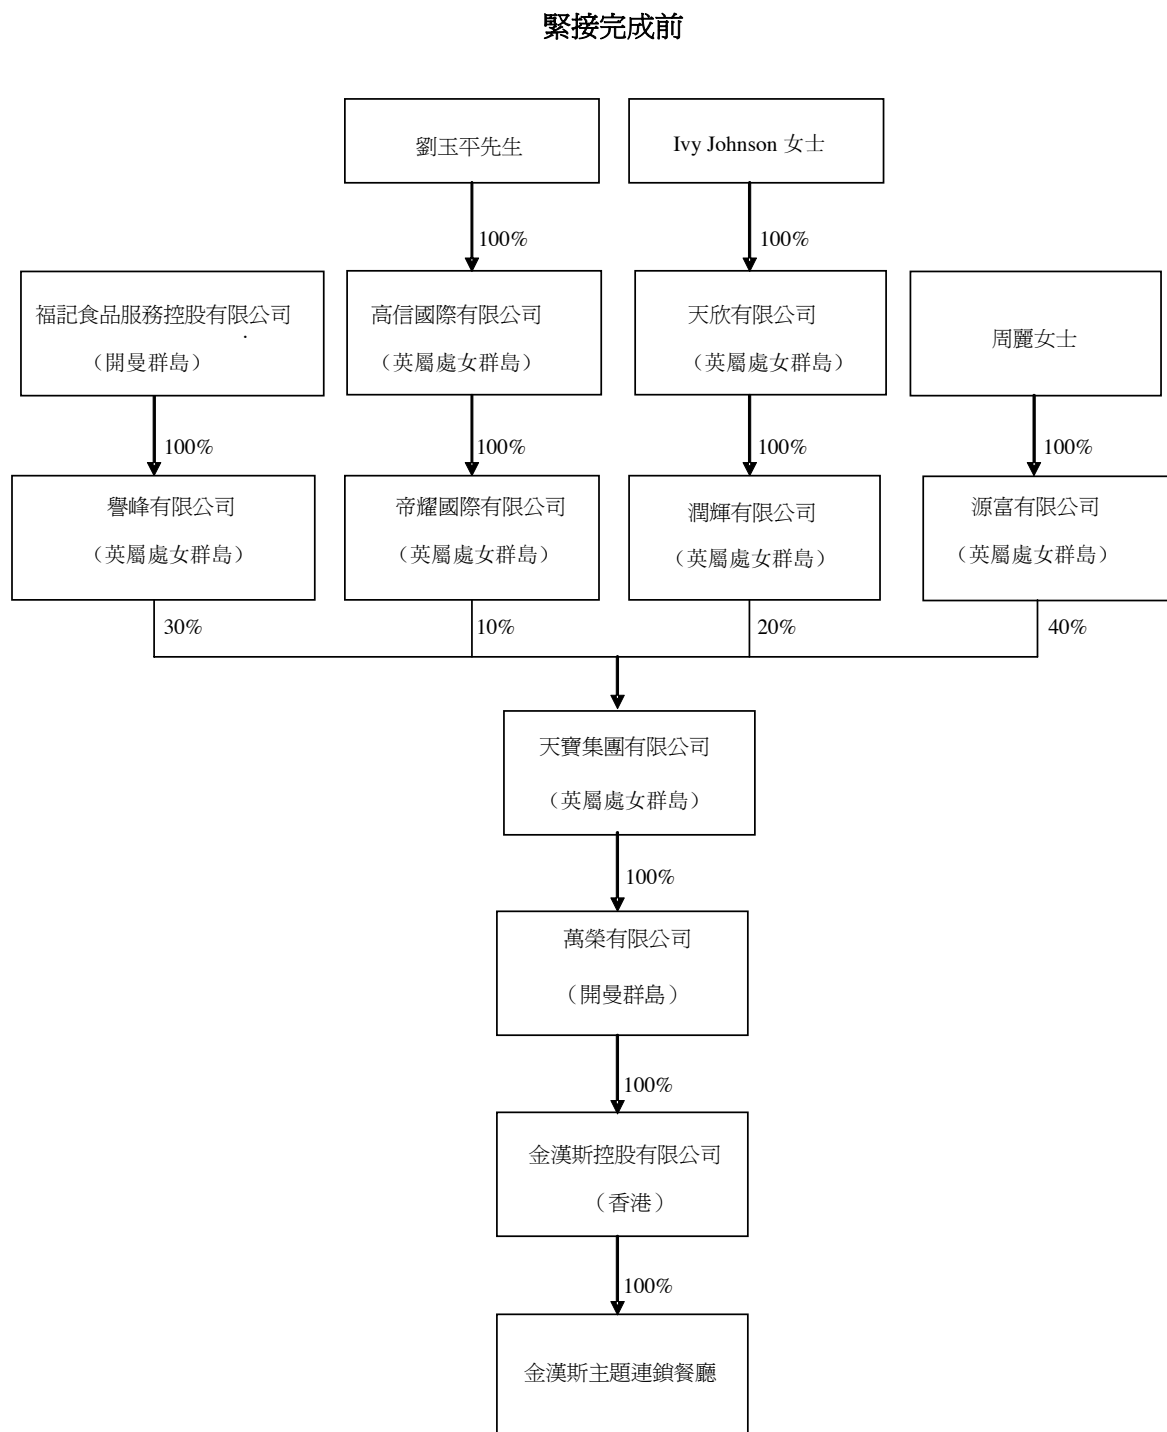 緊接完成前
劉玉平先生
Ivy Johnson 女士
100%
100%
福記食品服務控股有限公司
（開曼群島）
高信國際有限公司
（英屬處女群島）
天欣有限公司
（英屬處女群島）
周麗女士
100%
100%
100%
100%
譽峰有限公司
（英屬處女群島）
帝耀國際有限公司
（英屬處女群島）
潤輝有限公司
（英屬處女群島）
源富有限公司
（英屬處女群島）
30%
10%
20%
40%
天寶集團有限公司
（英屬處女群島）
100%
萬榮有限公司
（開曼群島）
100%
金漢斯控股有限公司
（香港）
100%
金漢斯主題連鎖餐廳